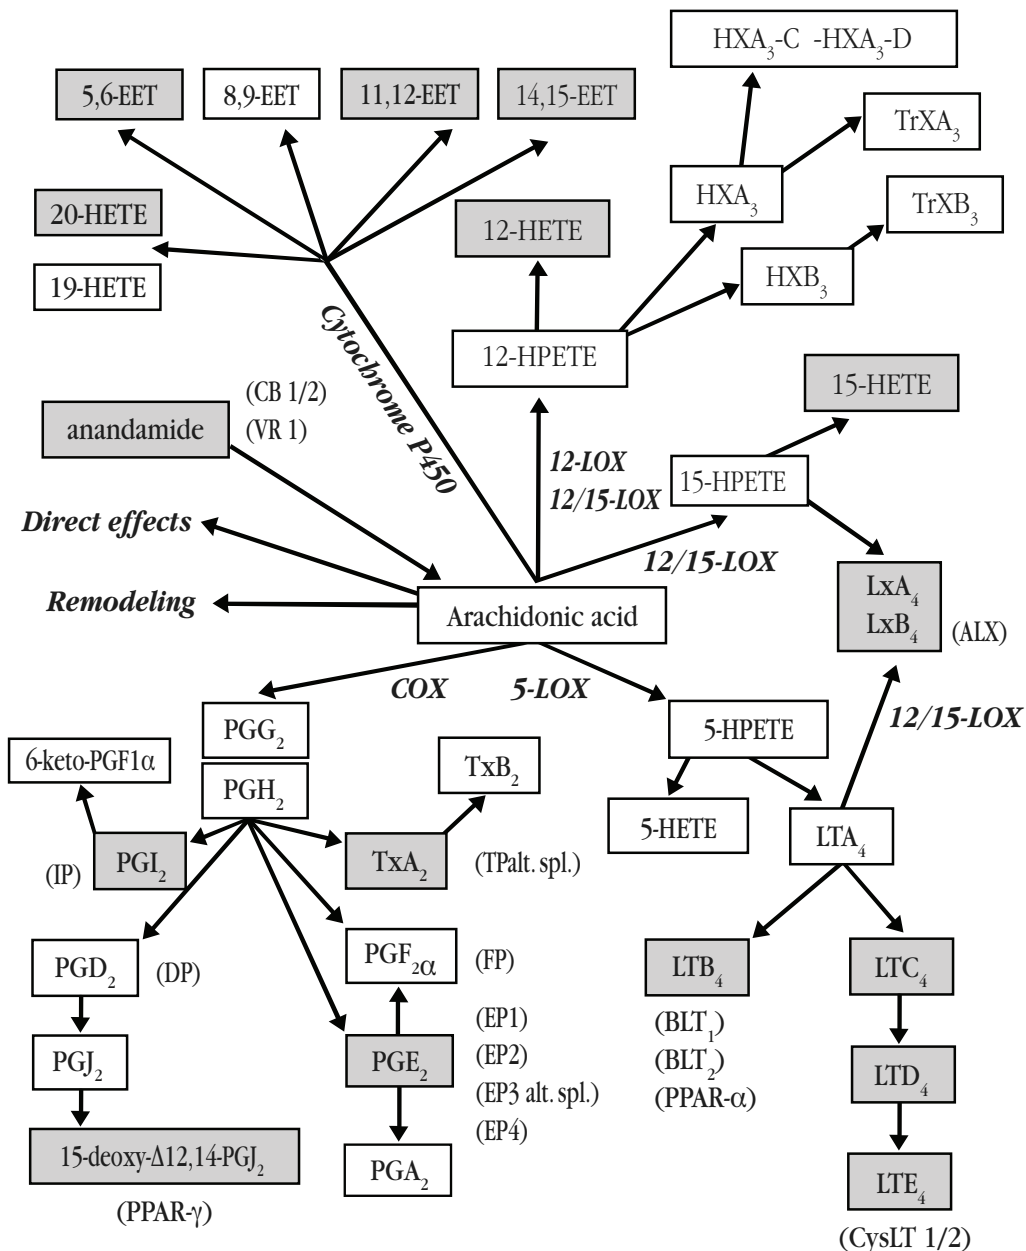 HXA3-C -HXA3-D
5,6-EET
8,9-EET
11,12-EET
14,15-EET
TrXA3
HXA3
20-HETE
12-HETE
TrXB3
19-HETE
HXB3
Cytochrome P450
12-HPETE
15-HETE
anandamide
(CB 1/2)
(VR 1)
12-LOX
12/15-LOX
15-HPETE
Direct effects
12/15-LOX
Remodeling
Arachidonic acid
LxA4
LxB4
(ALX)
COX
5-LOX
12/15-LOX
PGG2
5-HPETE
6-keto-PGF1α
PGH2
TxB2
5-HETE
LTA4
(IP)
PGI2
TxA2
(TPalt. spl.)
PGD2
(DP)
PGF2α
(FP)
LTB4
LTC4
(EP1)
(EP2)
(EP3 alt. spl.)
(EP4)
(BLT1)
(BLT2)
(PPAR-α)
PGJ2
PGE2
LTD4
15-deoxy-Δ12,14-PGJ2
(PPAR-γ)
PGA2
LTE4
(CysLT 1/2)